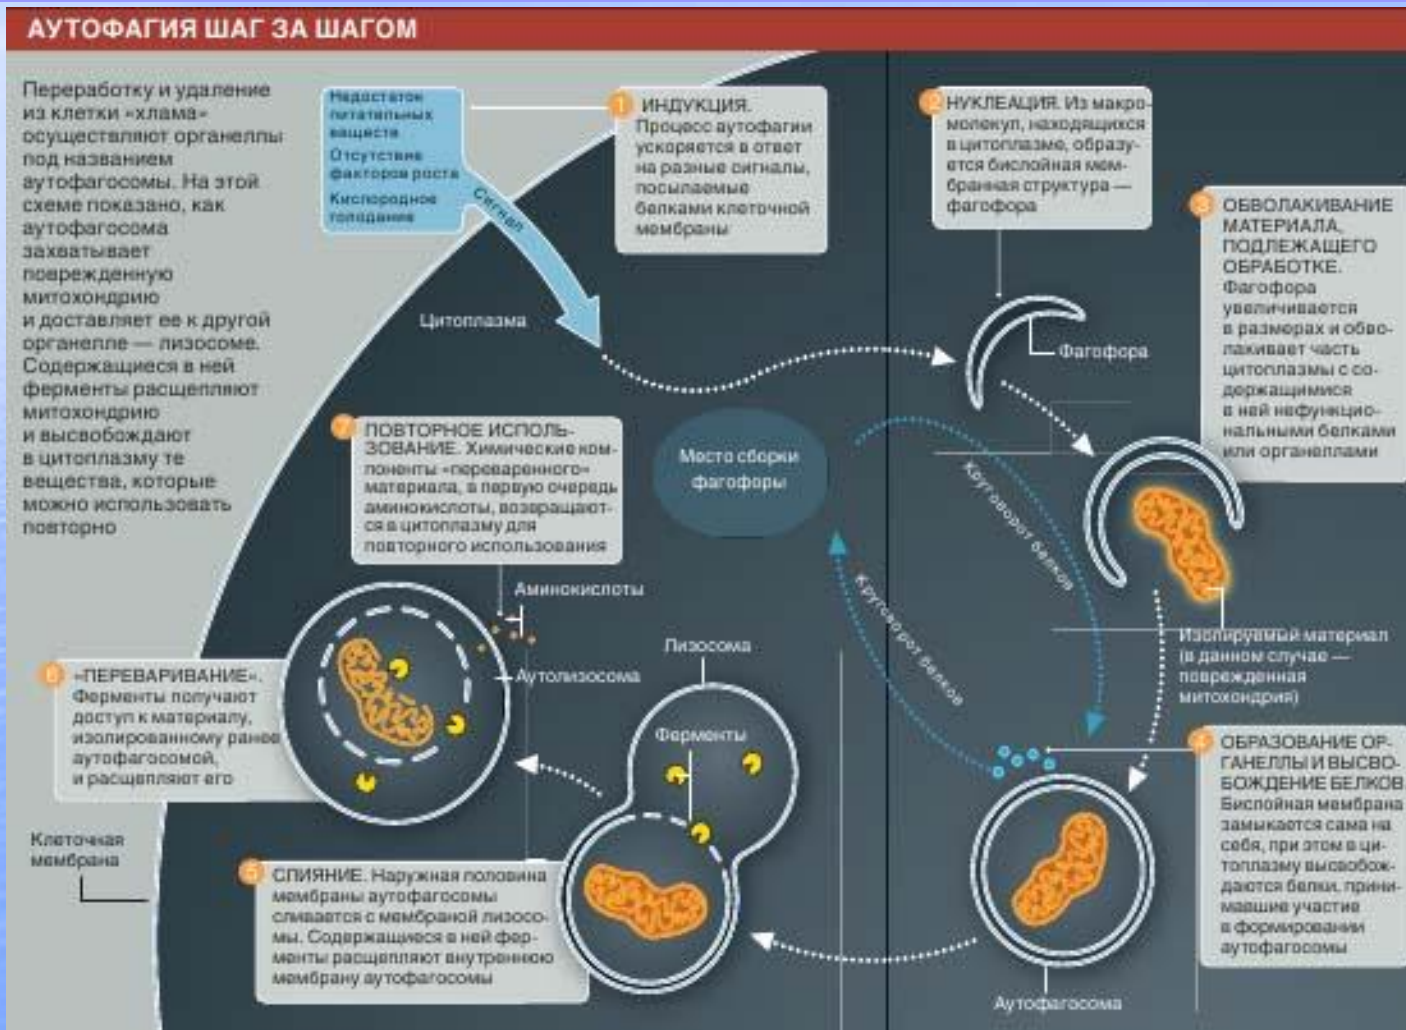 АУТОФАГИЯ ШАГ ЗА ШАГОМ
Переработку и удаление
из клетки «хлама»
осуществляют органеллы
под названием
аутофагосомы. На этой
схеме показано, как
аутофагосома
захватывает
поврежденную
митохондрию
и доставляет ее к другой
органелле — лизосоме.
Содержащиеся в ней
ферменты расщепляют
митохондрию
и высвобождают
в цитоплазму те
вещества, которые
можно использовать
повторно
Недостаток
питательных
веществ
Отсутствие
факторов роста
Кислородное
голодание
Сигнал
1 ИНДУКЦИЯ.
Процесс аутофагии
ускоряется в ответ
на разные сигналы,
посылаемые
белками клеточной
мембраны
2 НУКЛЕАЦИЯ. Из макро-
молекул, находящихся
в цитоплазме, образу-
ется бислойная мем-
бранная структура —
фагофора
3 ОБВОЛАКИВАНИЕ
МАТЕРИАЛА,
ПОДЛЕЖАЩЕГО
ОБРАБОТКЕ.
Фагофора
увеличивается
в размерах и обво-
лакивает часть
цитоплазмы с со-
держащимися
в ней нефункцио-
нальными белками
или органеллами
Цитоплазма
Фагофора
Место сборки
фагофоры
Круговорот белков
Круговорот белков
7 ПОВТОРНОЕ ИСПОЛЬ-
ЗОВАНИЕ. Химические ком-
поненты «переваренного»
материала, в первую очередь
аминокислоты, возвращают-
ся в цитоплазму для
повторного использования
Аминокислоты
Аутолизосома
Лизосома
Ферменты
Изолируемый материал
(в данном случае —
поврежденная
митохондрия)
6 «ПЕРЕВАРИВАНИЕ».
Ферменты получают
доступ к материалу,
изолированному ранее
аутофагосомой,
и расщепляют его
4 ОБРАЗОВАНИЕ ОР-
ГАНЕЛЛЫ И ВЫСВО-
БОЖДЕНИЕ БЕЛКОВ
Бислойная мембрана
замыкается сама на
себя, при этом в ци-
топлазму высвобож-
даются белки, прини-
мавшие участие
в формировании
аутофагосомы
Клеточная
мембрана
5 СЛИЯНИЕ. Наружная половина
мембраны аутофагосомы
сливается с мембраной лизосо-
мы. Содержащиеся в ней фер-
менты расщепляют внутреннюю
мембрану аутофагосомы
Аутофагосома